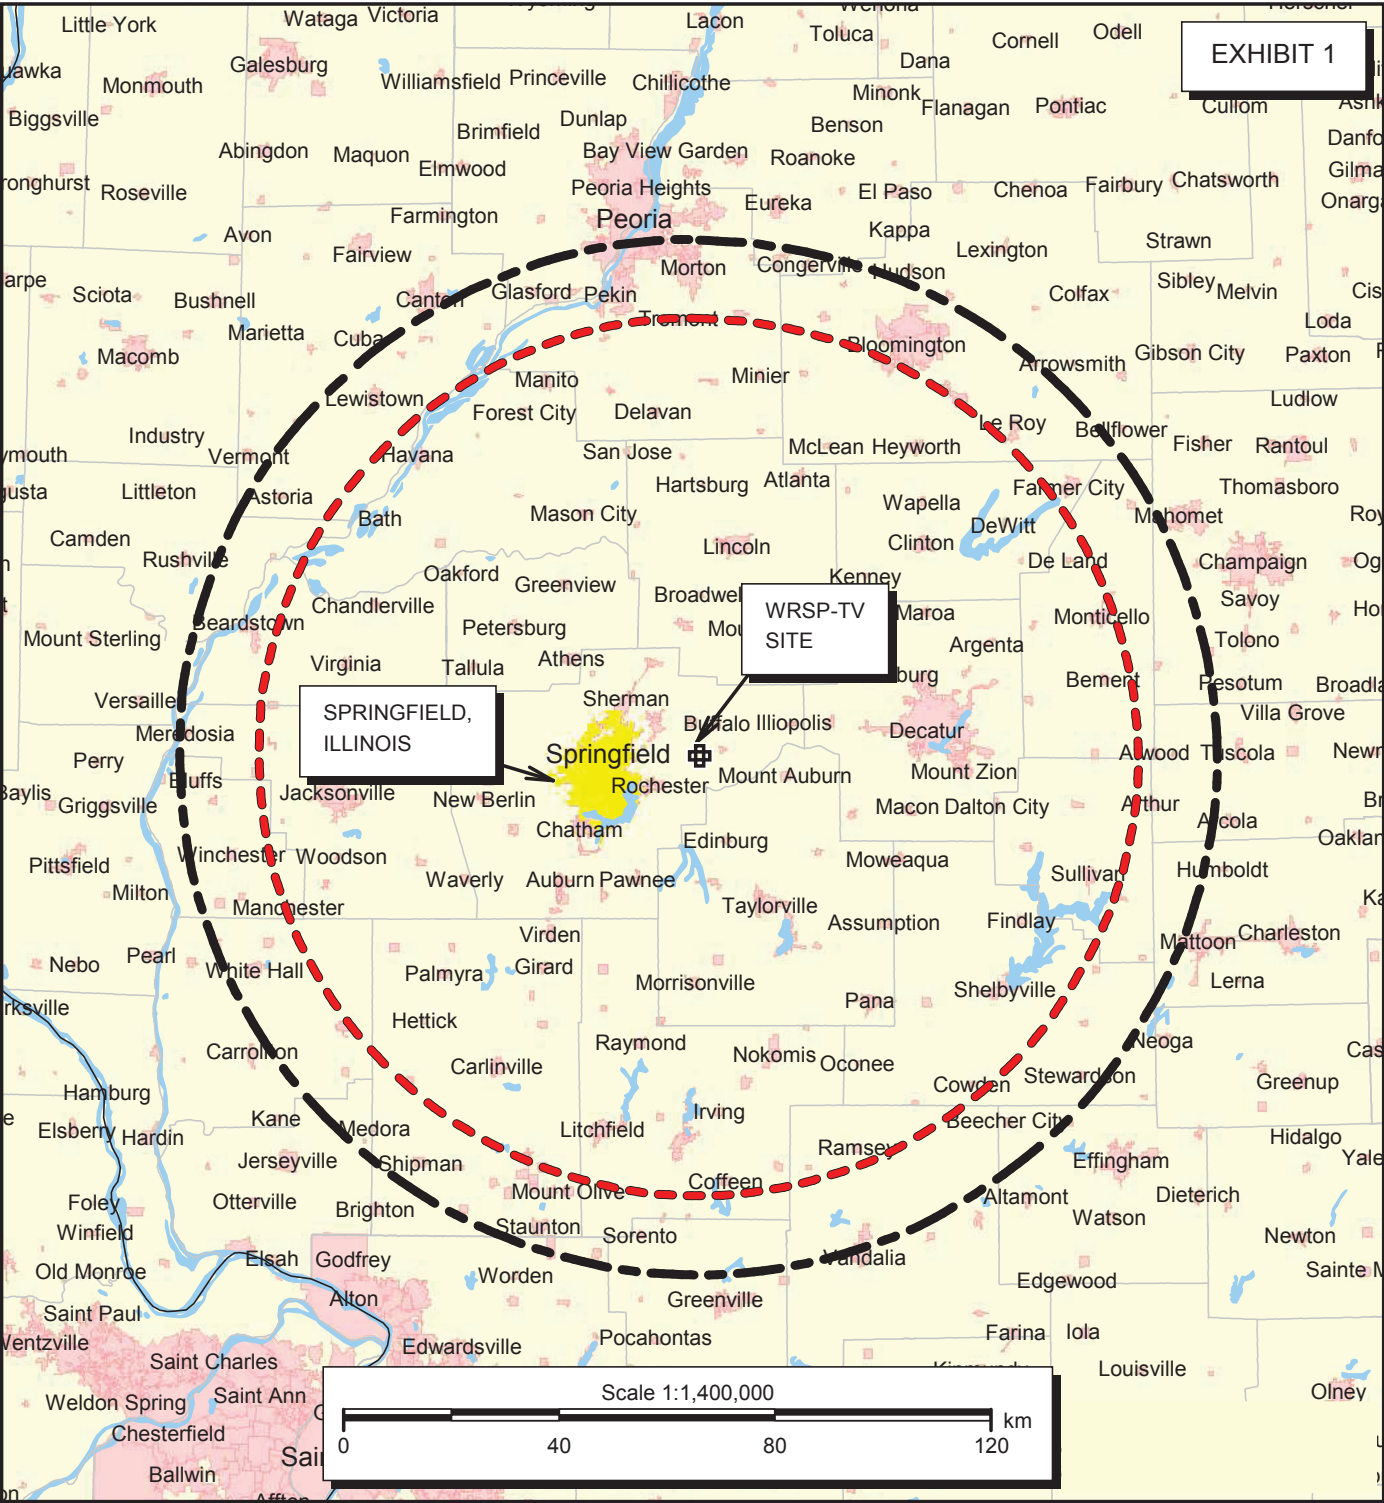 Little York
Wataga
Victoria
Lacon
Toluca
Cornell
Odell
EXHIBIT 1
Galesburg
Dana
Monmouth
Williamsfield
Princeville
Chillicothe
Minonk
Flanagan
Pontiac
Cullom
Biggsville
Dunlap
Brimfield
Benson
Abingdon
Maquon
Elmwood
Bay View Garden
Roanoke
Roseville
Peoria Heights
El Paso
Chenoa
Fairbury
Chatsworth
Farmington
Peoria
Eureka
Kappa
Avon
Fairview
Lexington
Strawn
Morton
Congerville
Hudson
Sciota
Bushnell
Canton
Glasford
Pekin
Colfax
Sibley
Melvin
Marietta
Cuba
Tremont
Loda
Macomb
Bloomington
Arrowsmith
Gibson City
Paxton
Manito
Minier
Lewistown
Forest City
Delavan
Ludlow
Industry
Vermont
Havana
San Jose
McLean
Heyworth
Le Roy
Bellflower
Fisher
Rantoul
Littleton
Astoria
Hartsburg
Atlanta
Farmer City
Thomasboro
Bath
Mason City
Wapella
DeWitt
Mahomet
Camden
Rushville
Lincoln
Clinton
De Land
Champaign
Oakford
Greenview
Kenney
Chandlerville
Broadwel
WRSP-TV
SITE
Maroa
Monticello
Savoy
Mount Sterling
Beardstown
Petersburg
Mou
Argenta
Tolono
Virginia
Tallula
Athens
burg
Bement
Pesotum
Versaille
Sherman
SPRINGFIELD,
ILLINOIS
Villa Grove
Meredosia
Buffalo
Illiopolis
Decatur
Perry
Springfield
Atwood
Tuscola
Bluffs
Jacksonville
Rochester
Mount Auburn
Mount Zion
Griggsville
New Berlin
Macon
Dalton City
Arthur
Arcola
Chatham
Edinburg
Pittsfield
Winchester
Woodson
Moweaqua
Sullivan
Humboldt
Milton
Waverly
Auburn
Pawnee
Manchester
Taylorville
Assumption
Findlay
Virden
Mattoon
Charleston
Nebo
Pearl
White Hall
Palmyra
Girard
Morrisonville
Shelbyville
Lerna
rksville
Hettick
Pana
Carrollton
Raymond
Nokomis
Oconee
Neoga
Carlinville
Cowden
Stewardson
Greenup
Hamburg
Kane
Irving
Beecher City
Elsberry
Hardin
Medora
Litchfield
Ramsey
Hidalgo
Jerseyville
Shipman
Effingham
Yale
Foley
Otterville
Mount Olive
Coffeen
Altamont
Dieterich
Winfield
Brighton
Staunton
Sorento
Watson
Newton
Old Monroe
Elsah
Godfrey
Worden
Vandalia
Edgewood
Saint Paul
Alton
Greenville
Edwardsville
Pocahontas
Farina
Iola
Saint Charles
Louisville
Weldon Spring
Saint Ann
Olney
Chesterfield
Ballwin
Scale 1:1,400,000
km
0 40 80 120